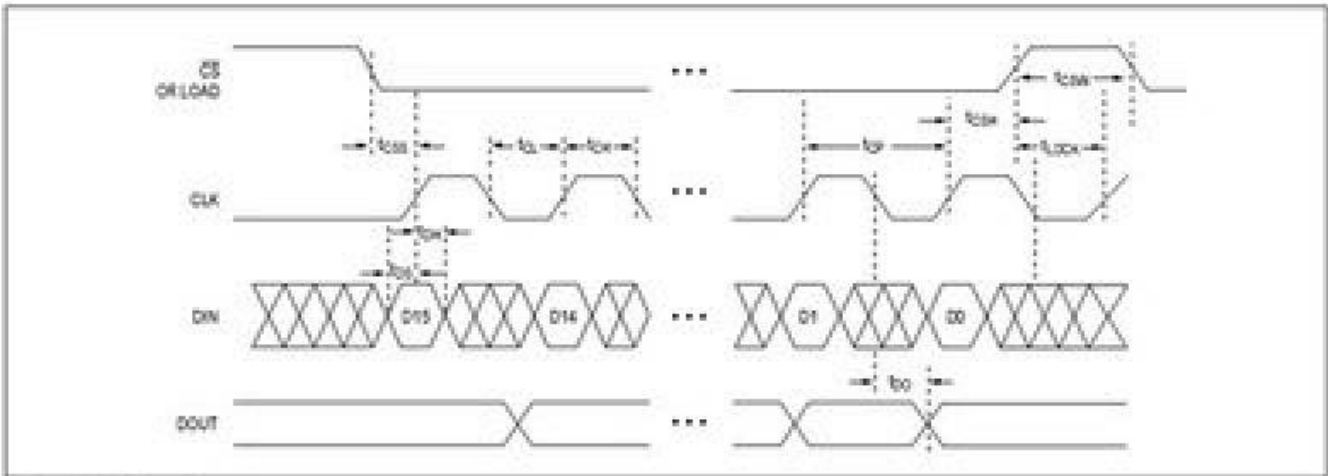 CS
OR LOAD
tCSW
tCSH
tCSS
tCL
tCH
tCP
tLDCK
CLK
tDH
tDS
DIN
D15
D14
D1
D0
tDO
DOUT